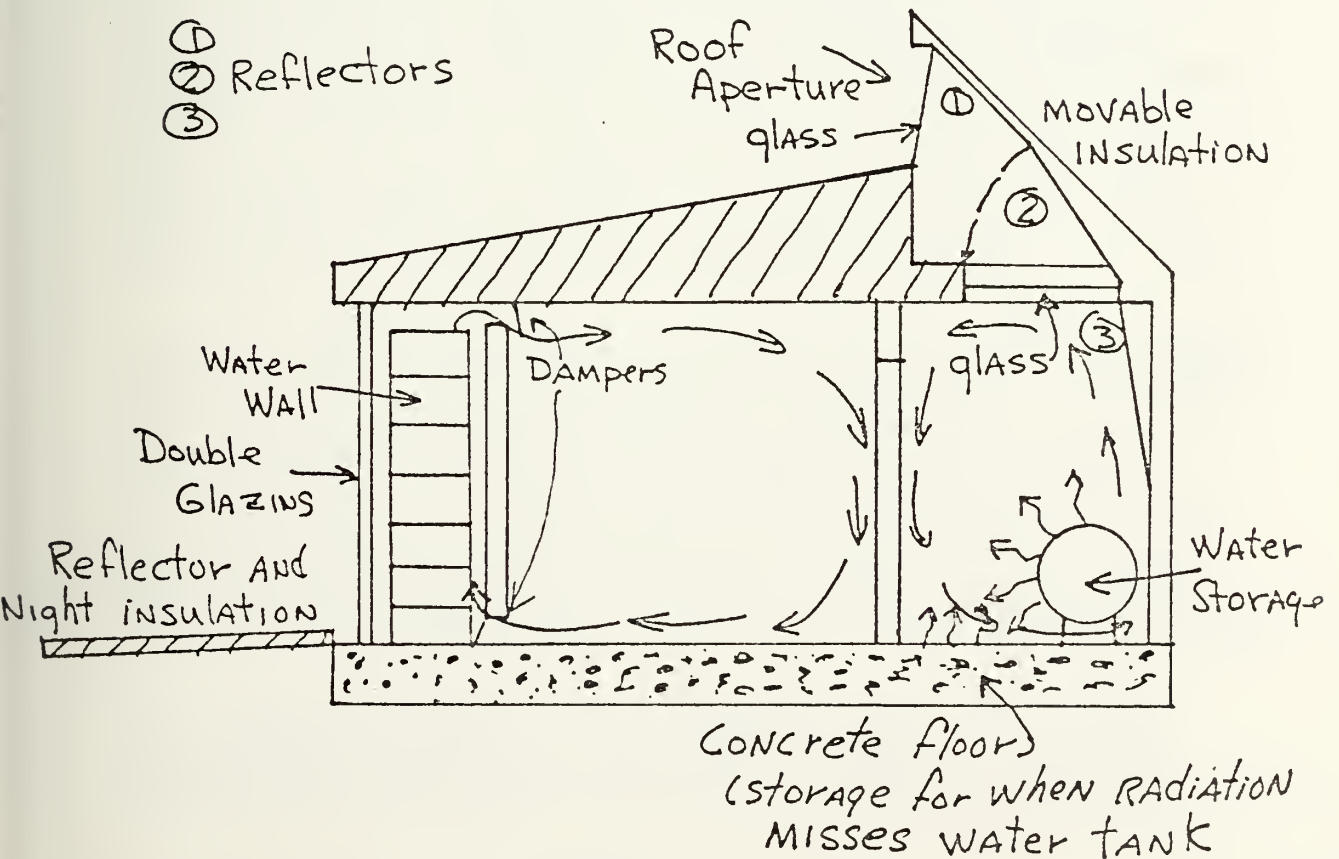 ①
② Reflectors
③
Roof
Aperture
glass
①
MOVABLE
INSULATION
②
③
glass
Dampers
Water
Wall
Double
Glazins
Reflector and
Night insulation
Water
Storage
Concrete floor
(storage for when Radiation
Misses water tank